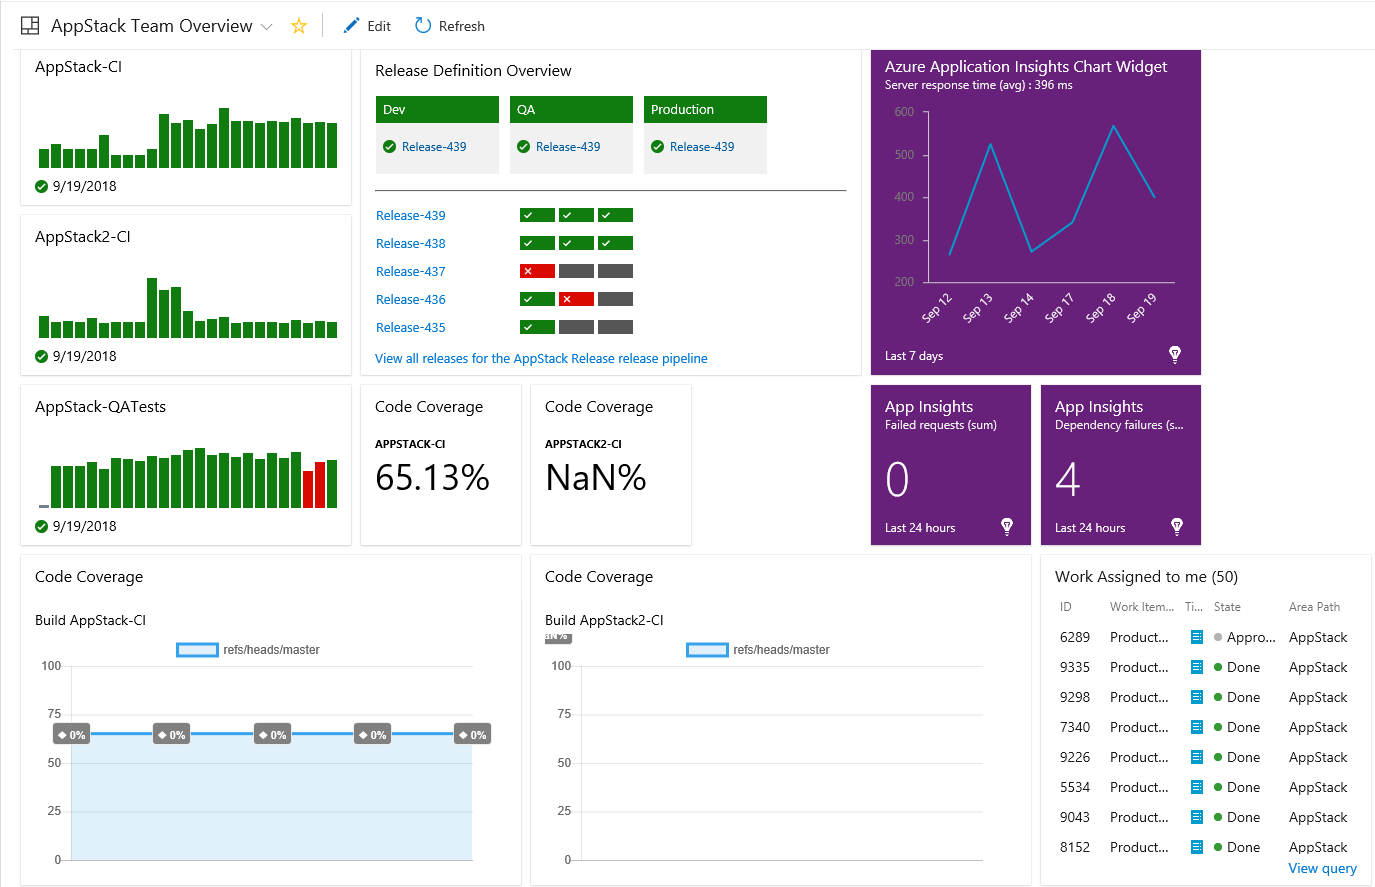 AppStack Team Overview
Edit
Refresh
AppStack-CI
9/19/2018
AppStack2-CI
9/19/2018
AppStack-QATests
9/19/2018
Release Definition Overview
Dev
QA
Production
Release-439
Release-439
Release-439
Release-439
Release-438
Release-437
Release-436
Release-435
View all releases for the AppStack Release release pipeline
Azure Application Insights Chart Widget
Server response time (avg) : 396 ms
600
500
400
300
200
Sep 12
Sep 13
Sep 14
Sep 17
Sep 18
Sep 19
Last 7 days
Code Coverage
APPSTACK-CI
65.13%
Code Coverage
APPSTACK2-CI
NaN%
App Insights
Failed requests (sum)
0
Last 24 hours
App Insights
Dependency failures (s...
4
Last 24 hours
Code Coverage
Build AppStack-CI
refs/heads/master
100
75
50
25
0
0%
0%
0%
0%
0%
Code Coverage
Build AppStack2-CI
NaN%
refs/heads/master
100
75
50
25
0
Work Assigned to me (50)
ID Work Item... Ti... State Area Path
6289 Product... Appro... AppStack
9335 Product... Done AppStack
9298 Product... Done AppStack
7340 Product... Done AppStack
9226 Product... Done AppStack
5534 Product... Done AppStack
9043 Product... Done AppStack
8152 Product... Done AppStack
View query